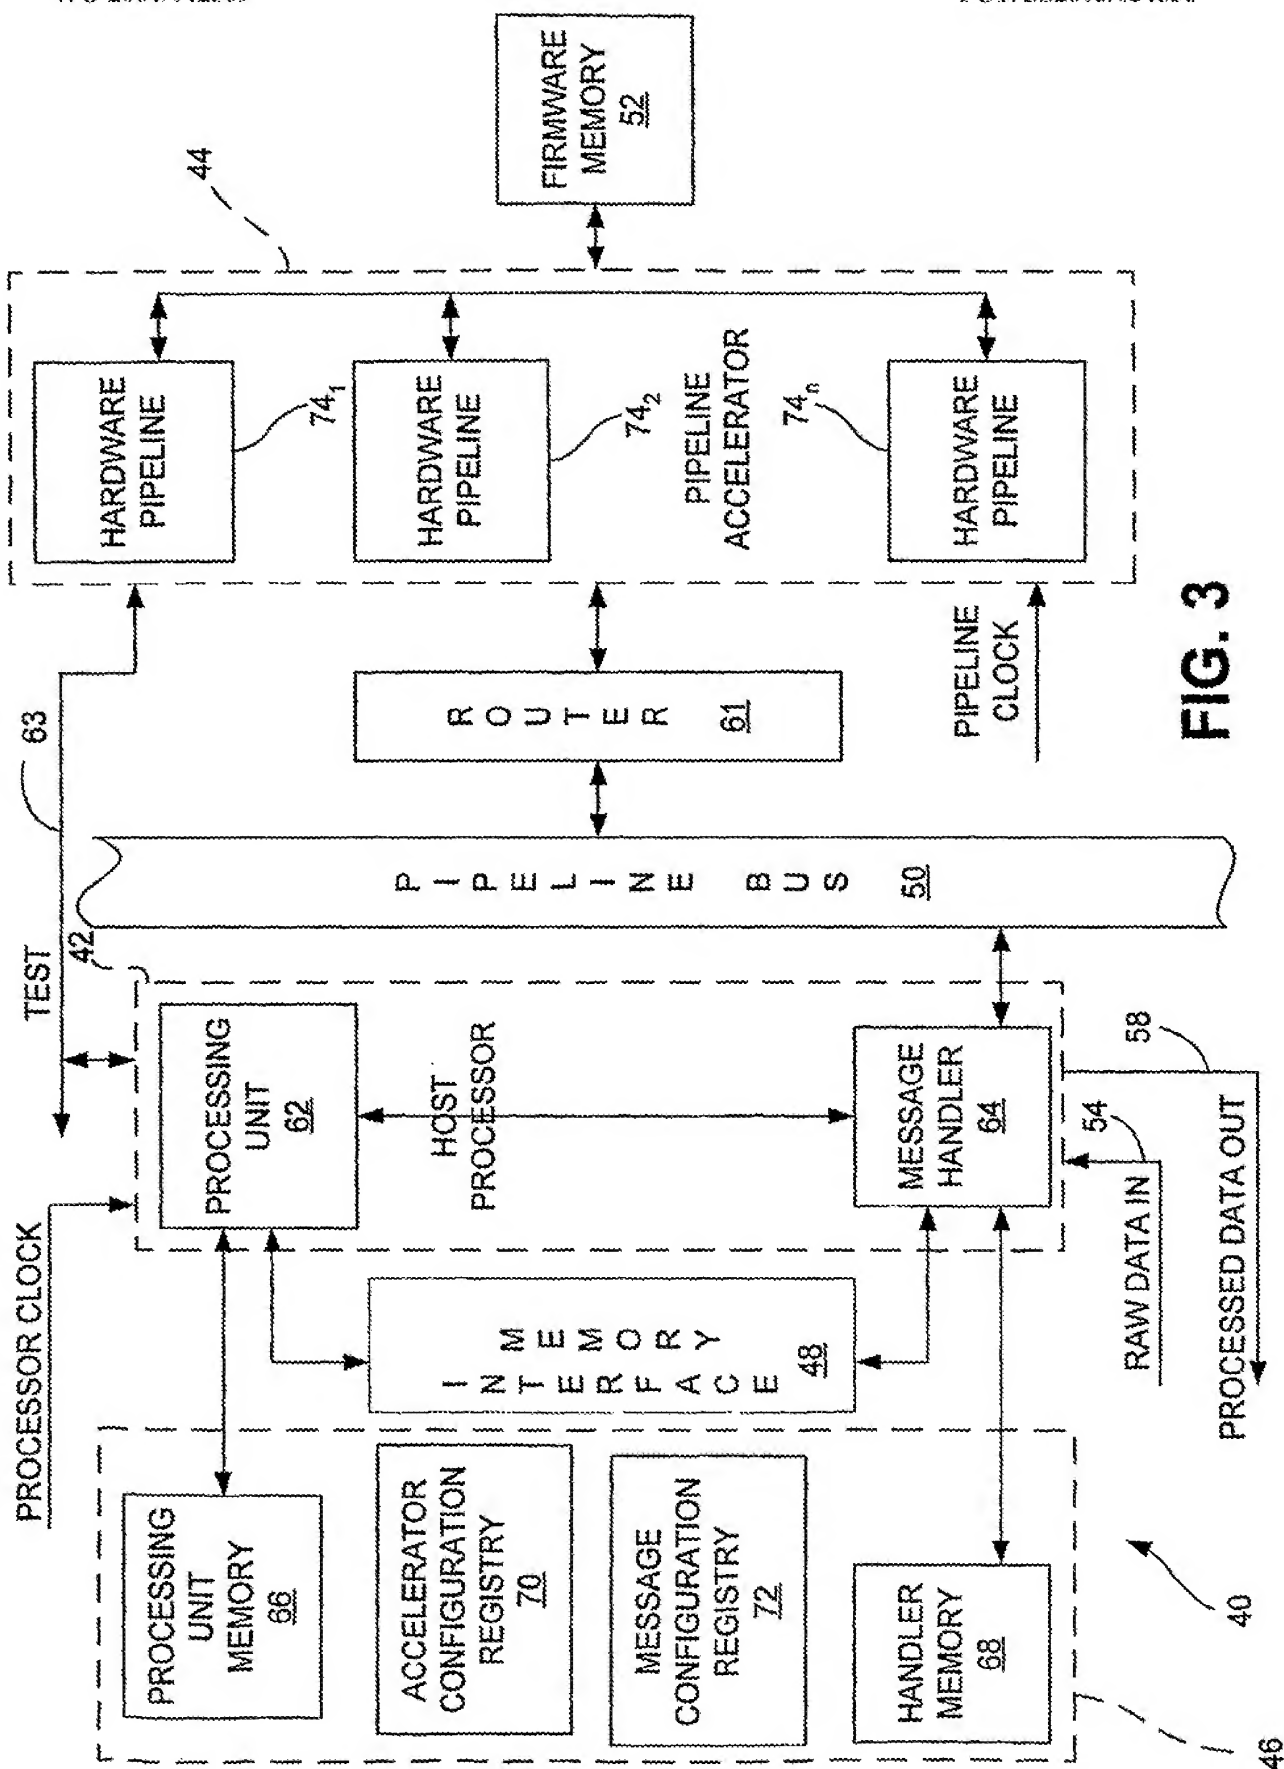 FIRMWARE
MEMORY
52
44
HARDWARE
PIPELINE
74₁
HARDWARE
PIPELINE
74₂
PIPELINE
ACCELERATOR
74ₙ
HARDWARE
PIPELINE
63
ROUTER
61
PIPELINE
CLOCK
FIG. 3
PIPELINE BUS
50
TEST
42
PROCESSING
UNIT
62
HOST
PROCESSOR
MESSAGE
HANDLER
64
58
54
PROCESSOR CLOCK
MEMORY
INTERFACE
48
RAW DATA IN
PROCESSED DATA OUT
PROCESSING
UNIT
MEMORY
66
ACCELERATOR
CONFIGURATION
REGISTRY
70
MESSAGE
CONFIGURATION
REGISTRY
72
HANDLER
MEMORY
68
40
46